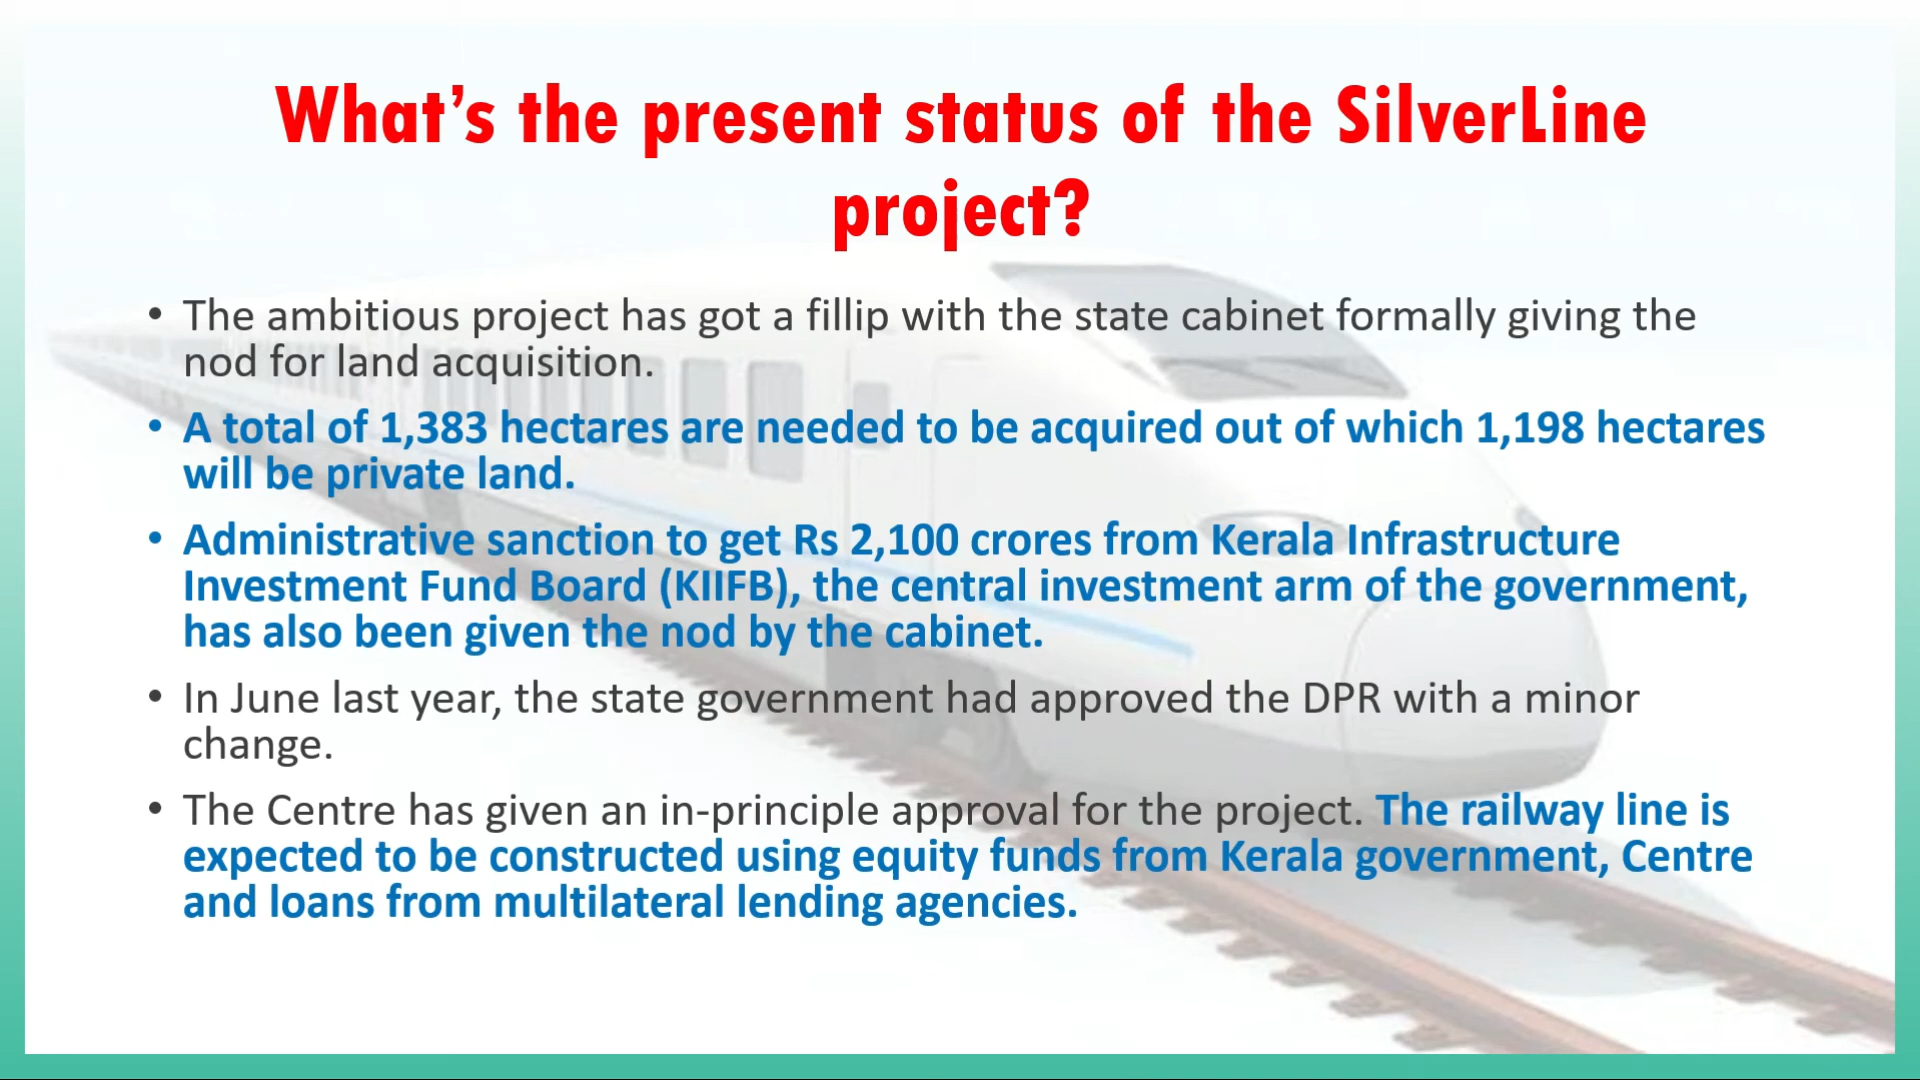 What’s the present status of the SilverLine
project?
• The ambitious project has got a fillip with the state cabinet formally giving the
nod for land acquisition.
• A total of 1,383 hectares are needed to be acquired out of which 1,198 hectares
will be private land.
• Administrative sanction to get Rs 2,100 crores from Kerala Infrastructure
Investment Fund Board (KIIFB), the central investment arm of the government,
has also been given the nod by the cabinet.
• In June last year, the state government had approved the DPR with a minor
change.
• The Centre has given an in-principle approval for the project. The railway line is
expected to be constructed using equity funds from Kerala government, Centre
and loans from multilateral lending agencies.